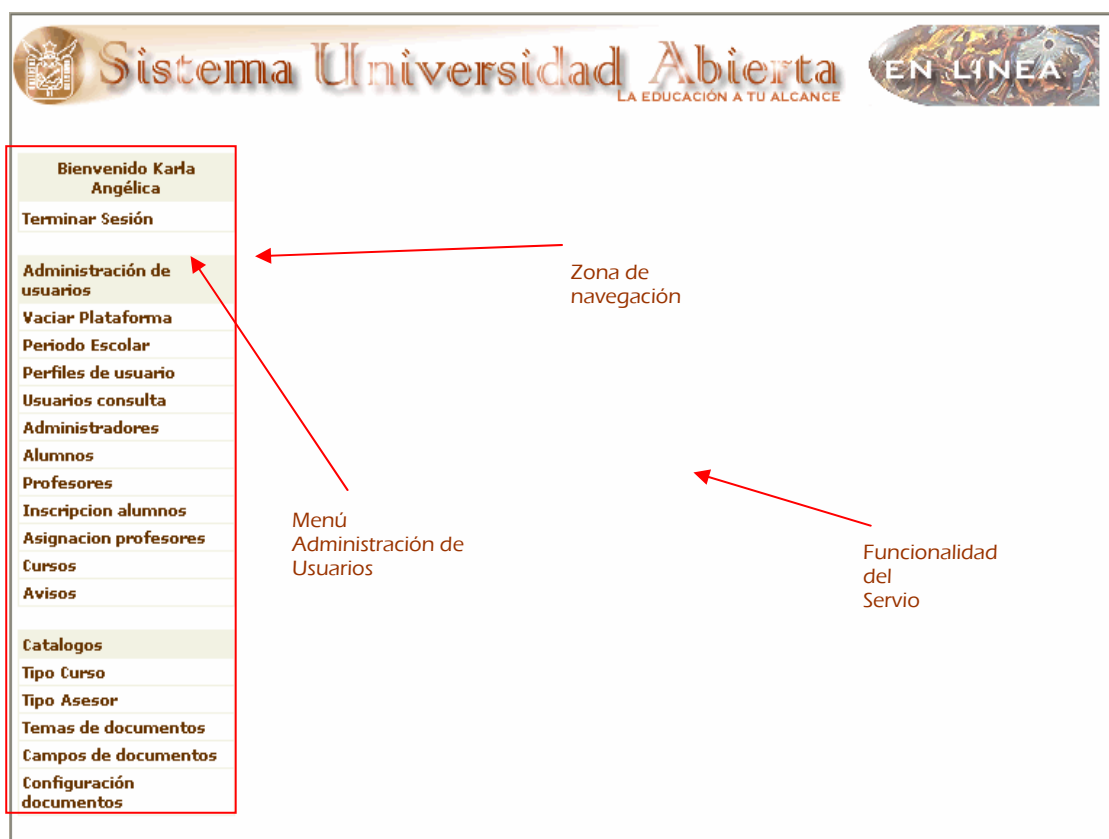 Sistema Universidad Abierta
LA EDUCACIÓN A TU ALCANCE
EN LINEA
Bienvenido Karla
Angélica
Terminar Sesión
Administración de
usuarios
Vaciar Plataforma
Periodo Escolar
Perfiles de usuario
Usuarios consulta
Administradores
Alumnos
Profesores
Inscripcion alumnos
Asignacion profesores
Cursos
Avisos
Catalogos
Tipo Curso
Tipo Asesor
Temas de documentos
Campos de documentos
Configuración
documentos
Zona de
navegación
Menú
Administración de
Usuarios
Funcionalidad
del
Servio